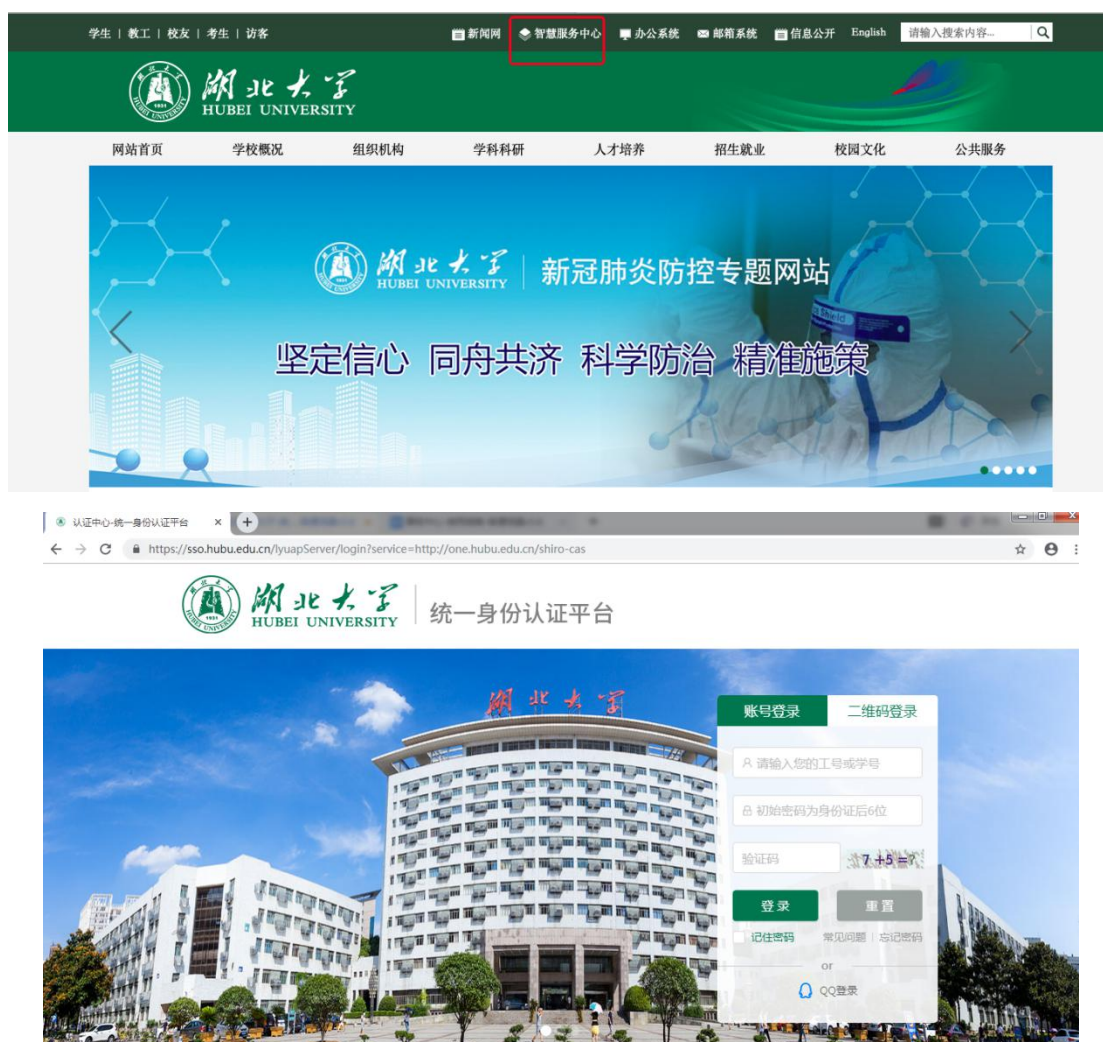 学生 | 教工 | 校友 | 考生 | 访客 新闻网 智慧服务中心 办公系统 邮箱系统 信息公开 English 请输入搜索内容...
湖北大学
HUBEI UNIVERSITY
网站首页 学校概况 组织机构 学科科研 人才培养 招生就业 校园文化 公共服务
湖北大学 HUBEI UNIVERSITY 新冠肺炎防控专题网站
坚定信心 同舟共济 科学防治 精准施策
认证中心-统一身份认证平台
https://sso.hubu.edu.cn/lyuapServer/login?service=http://one.hubu.edu.cn/shiro-cas
湖北大学 HUBEI UNIVERSITY 统一身份认证平台
湖北大学
账号登录 二维码登录
请输入您的工号或学号
初始密码为身份证后6位
验证码 7+5=?
登录 重置
记住密码 常见问题 | 忘记密码
or
QQ登录